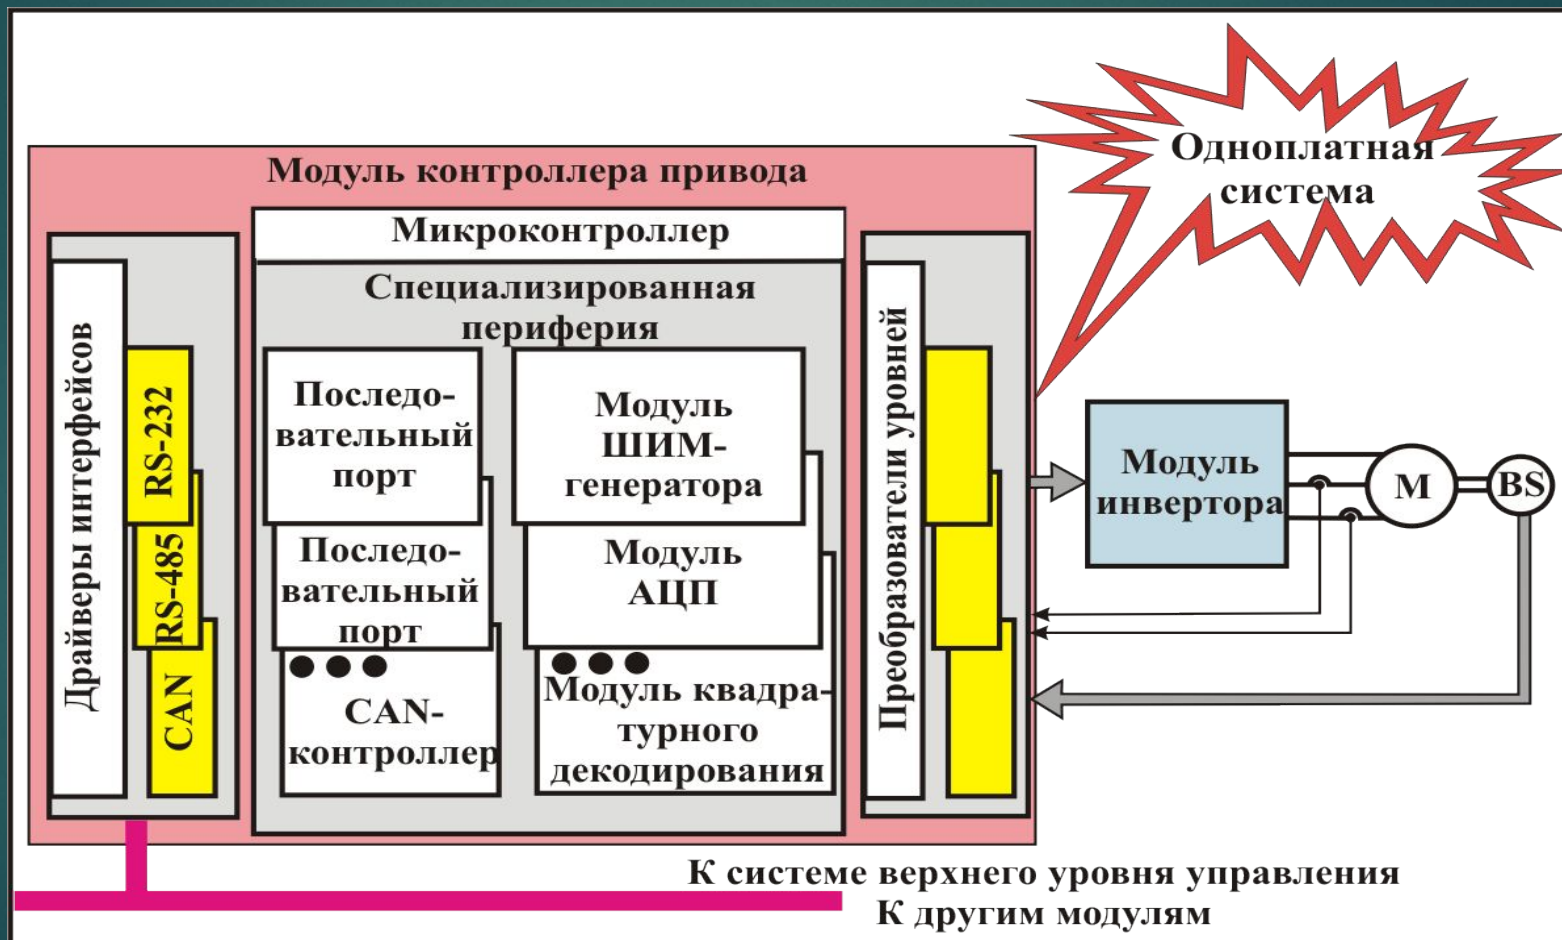 Одноплатная
система
Модуль контроллера привода
Микроконтроллер
Специализированная
периферия
Драйверы интерфейсов
RS-232
RS-485
CAN
Последо-
вательный
порт
Последо-
вательный
порт
CAN-
контроллер
Модуль
ШИМ-
генератора
Модуль
АЦП
Модуль квадра-
турного
декодирования
Преобразователи уровней
Модуль
инвертора
М
BS
К системе верхнего уровня управления
К другим модулям